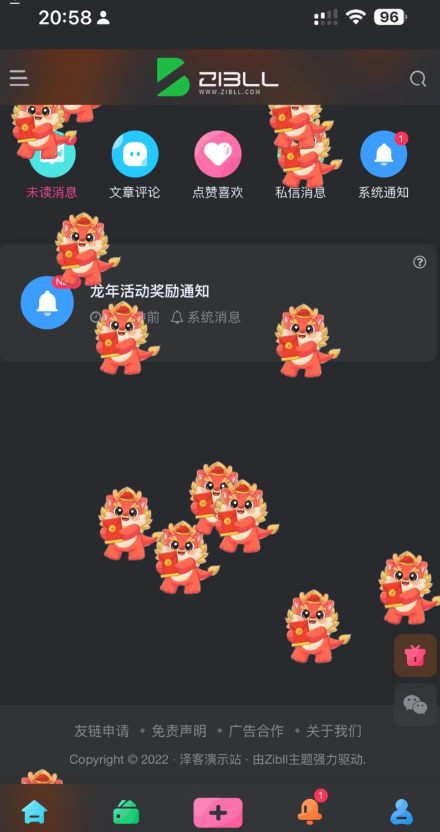 20:58
96
ZIBLL
WWW.ZIBLL.COM
1
未读消息 文章评论 点赞喜欢 私信消息 系统通知
龙年活动奖励通知
前 系统消息
友链申请 • 免责声明 • 广告合作 • 关于我们
Copyright © 2022 · 泽客演示站 · 由Zibll主题强力驱动.
1